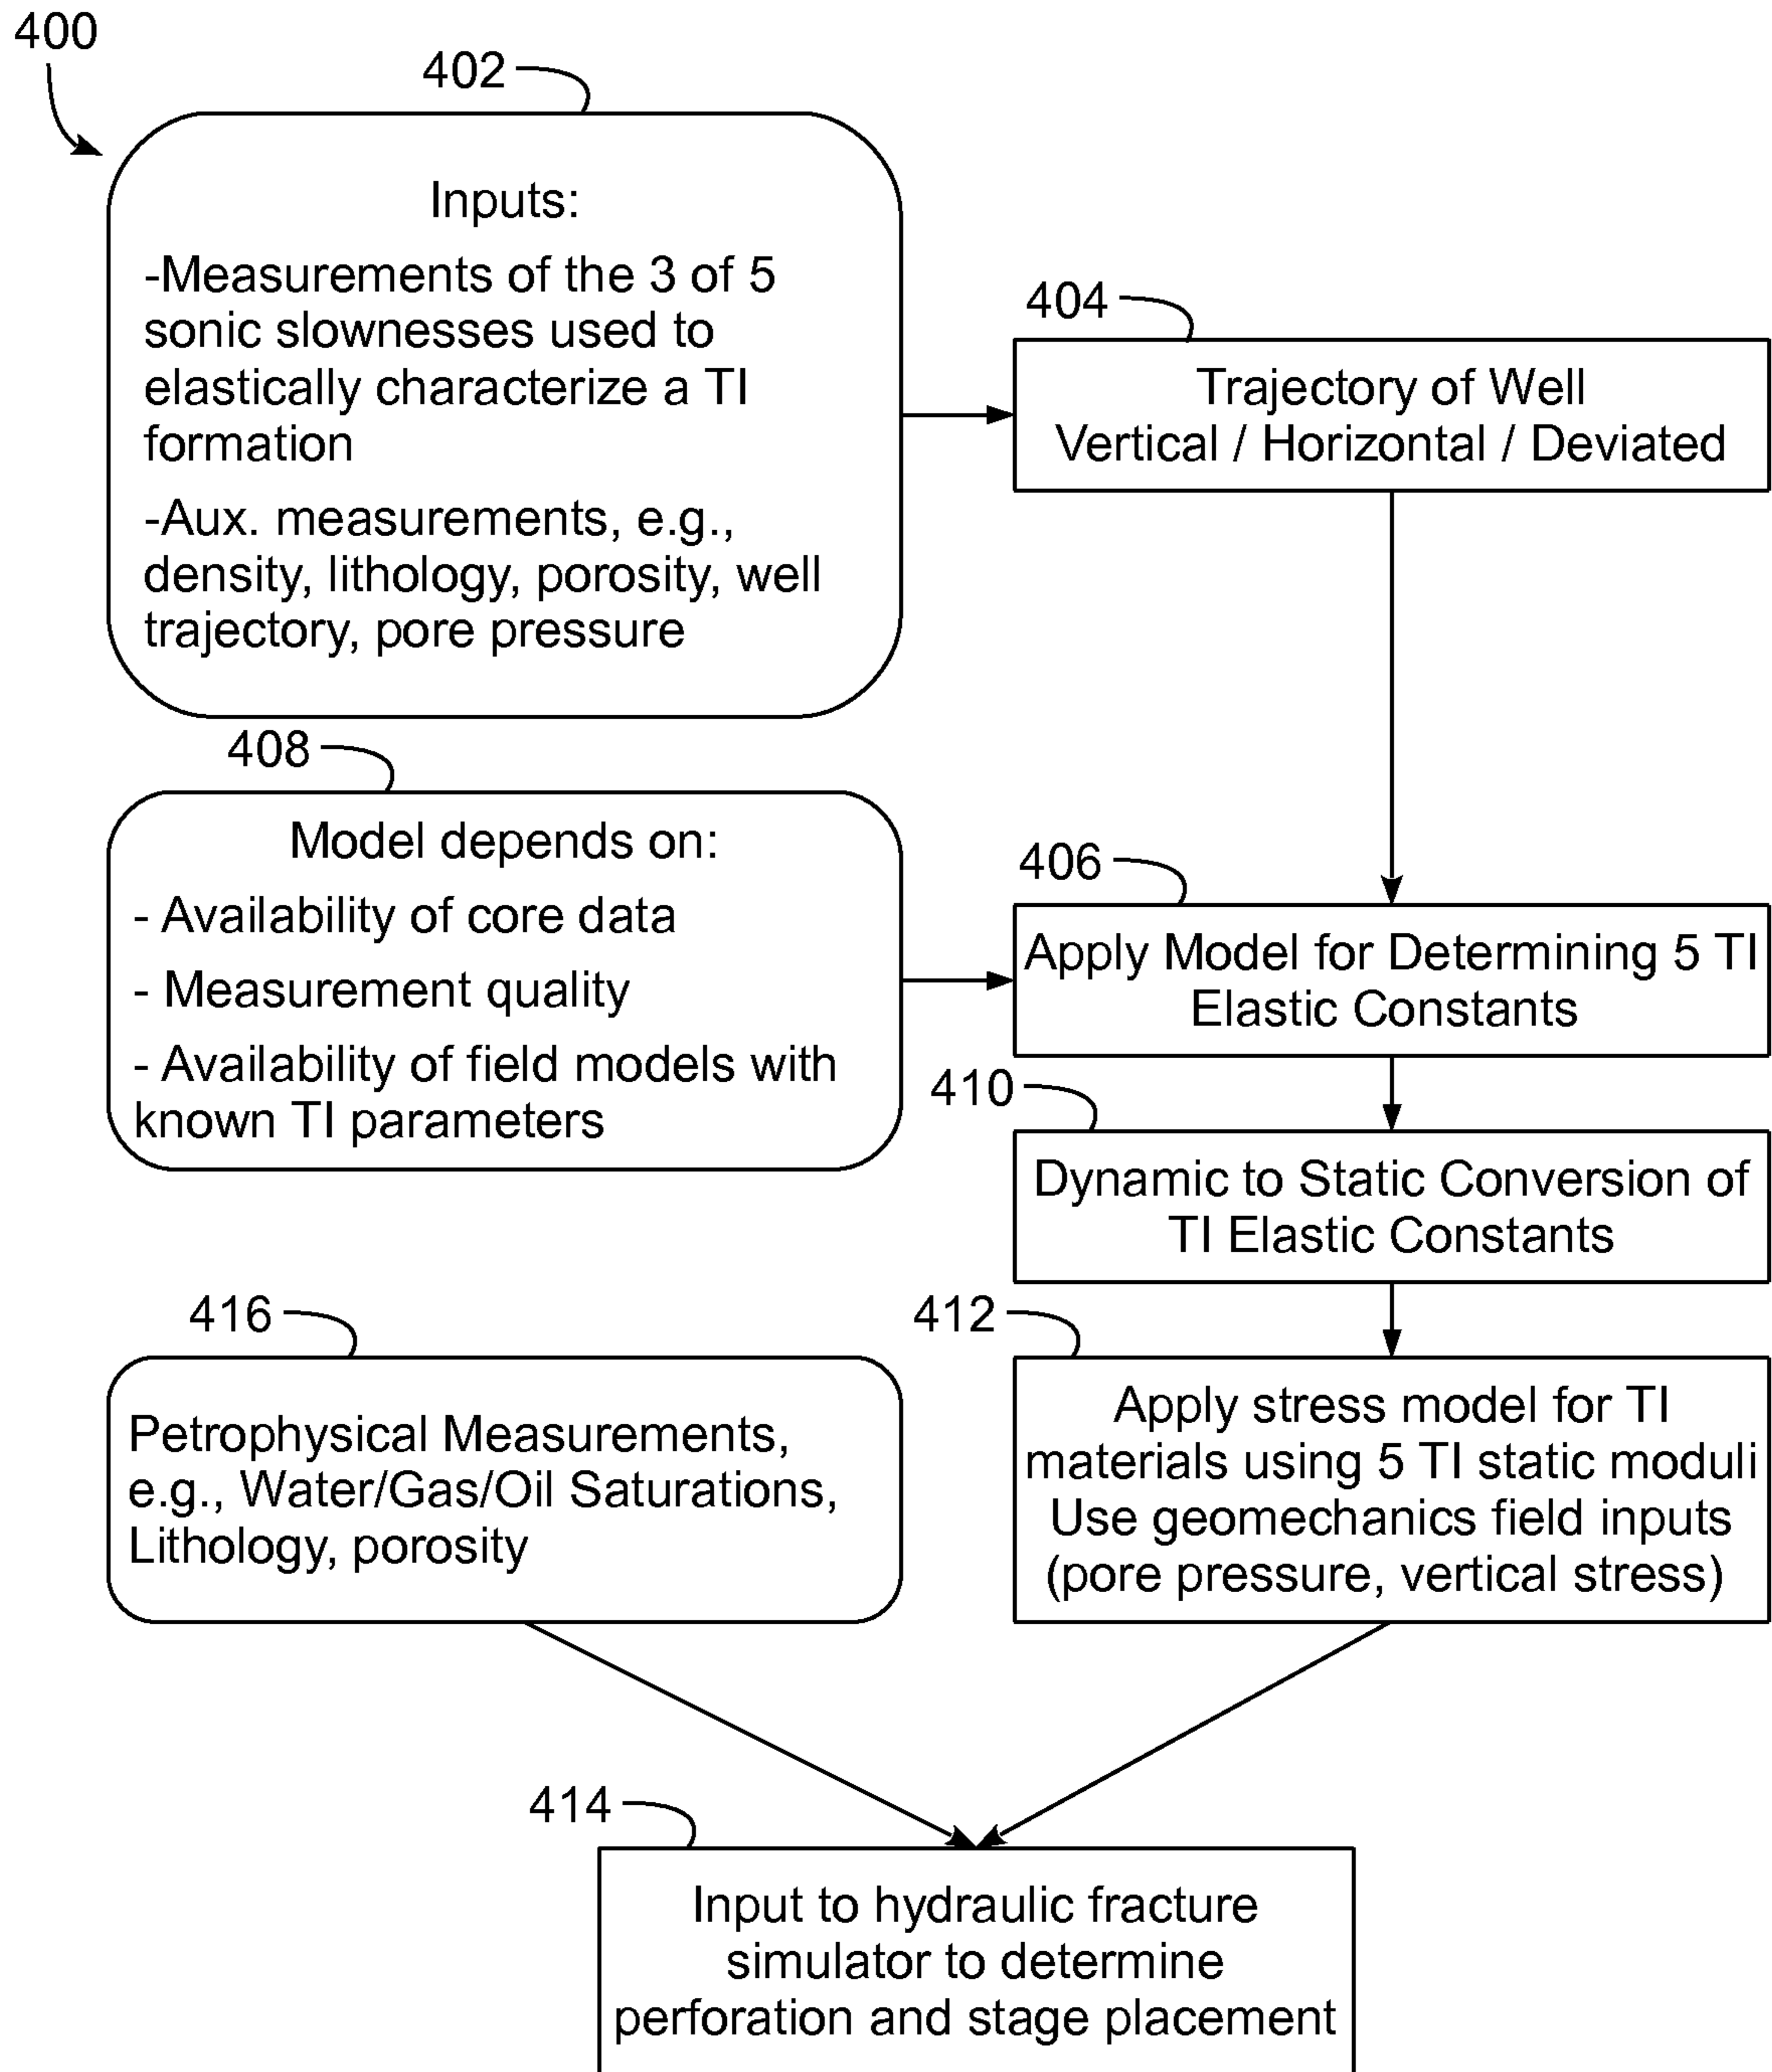 400
402
Inputs:
-Measurements of the 3 of 5
sonic slownesses used to
elastically characterize a TI
formation
-Aux. measurements, e.g.,
density, lithology, porosity, well
trajectory, pore pressure
404
Trajectory of Well
Vertical / Horizontal / Deviated
408
Model depends on:
- Availability of core data
- Measurement quality
- Availability of field models with
known TI parameters
406
Apply Model for Determining 5 TI
Elastic Constants
410
Dynamic to Static Conversion of
TI Elastic Constants
416
Petrophysical Measurements,
e.g., Water/Gas/Oil Saturations,
Lithology, porosity
412
Apply stress model for TI
materials using 5 TI static moduli
Use geomechanics field inputs
(pore pressure, vertical stress)
414
Input to hydraulic fracture
simulator to determine
perforation and stage placement